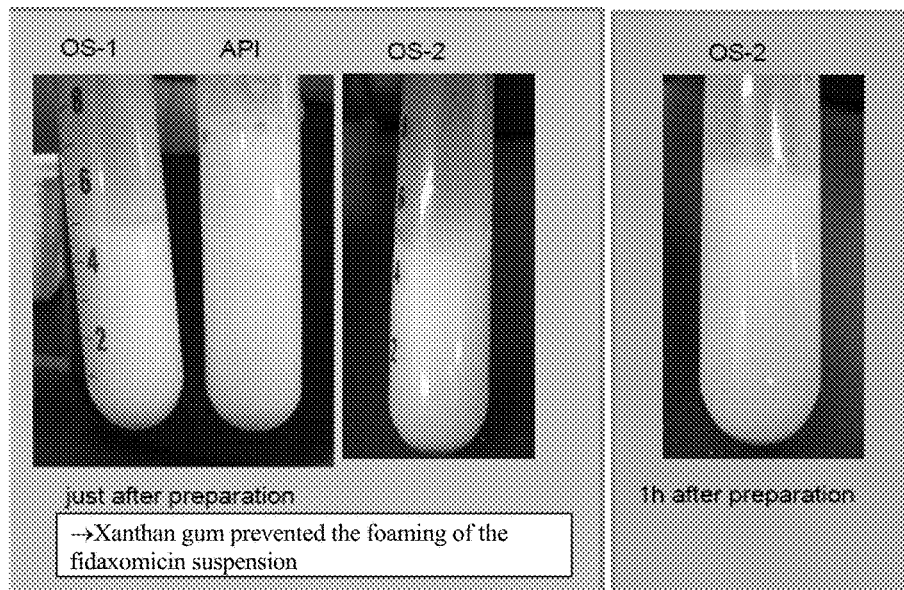 OS-1
API
OS-2
OS-2
8
6
4
2
4
just after preparation
1h after preparation
→Xanthan gum prevented the foaming of the
fidaxomicin suspension